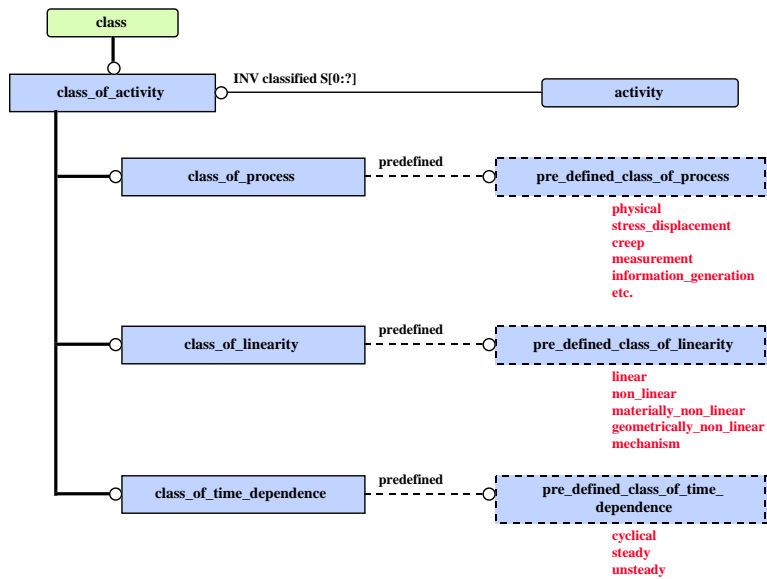 class
INV classified S[0:?]
class_of_activity
activity
predefined
class_of_process
pre_defined_class_of_process
physical
stress_displacement
creep
measurement
information_generation
etc.
predefined
class_of_linearity
pre_defined_class_of_linearity
linear
non_linear
materially_non_linear
geometrically_non_linear
mechanism
predefined
class_of_time_dependence
pre_defined_class_of_time_
dependence
cyclical
steady
unsteady